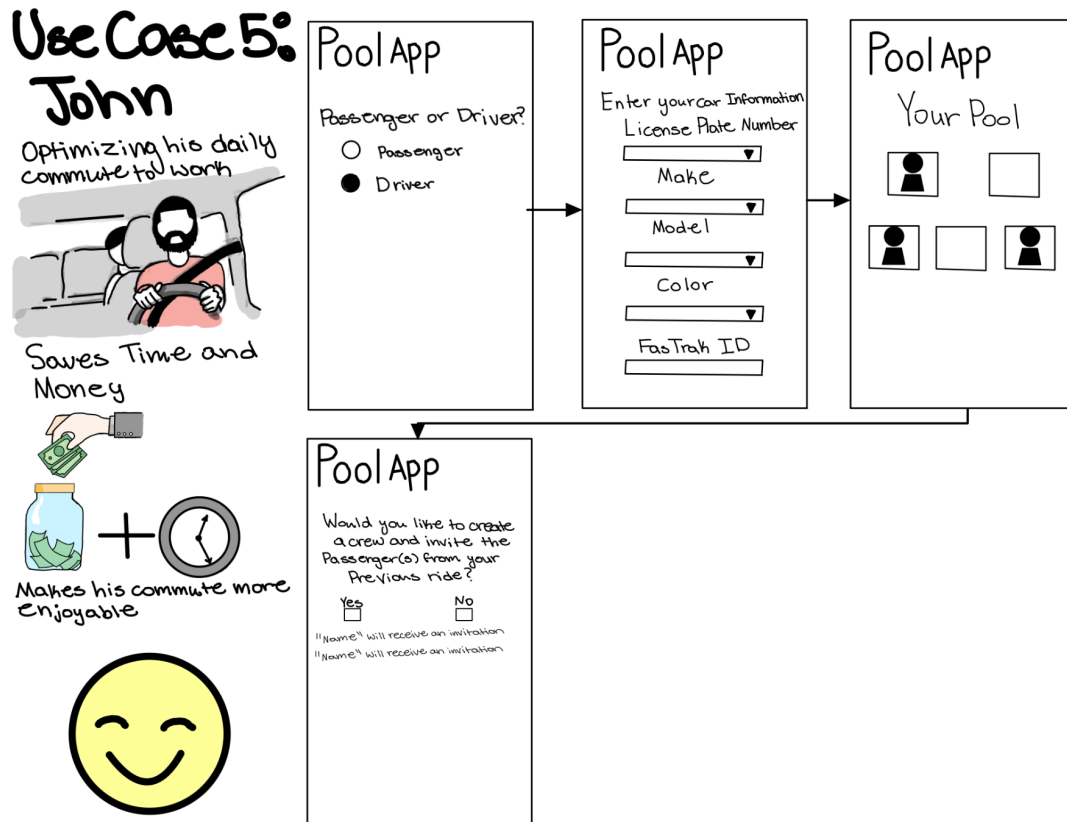 Use Case 5:
John
Optimizing his daily
commute to work
Saves Time and
Money
Makes his commute more
enjoyable
Pool App
Passenger or Driver?
Passenger
Driver
Pool App
Enter your car Information
License Plate Number
Make
Model
Color
FasTrak ID
Pool App
Your Pool
Pool App
Would you like to create
a crew and invite the
Passenger(s) from your
Previous ride?
Yes No
"Name" will receive an invitation
"Name" will receive an invitation